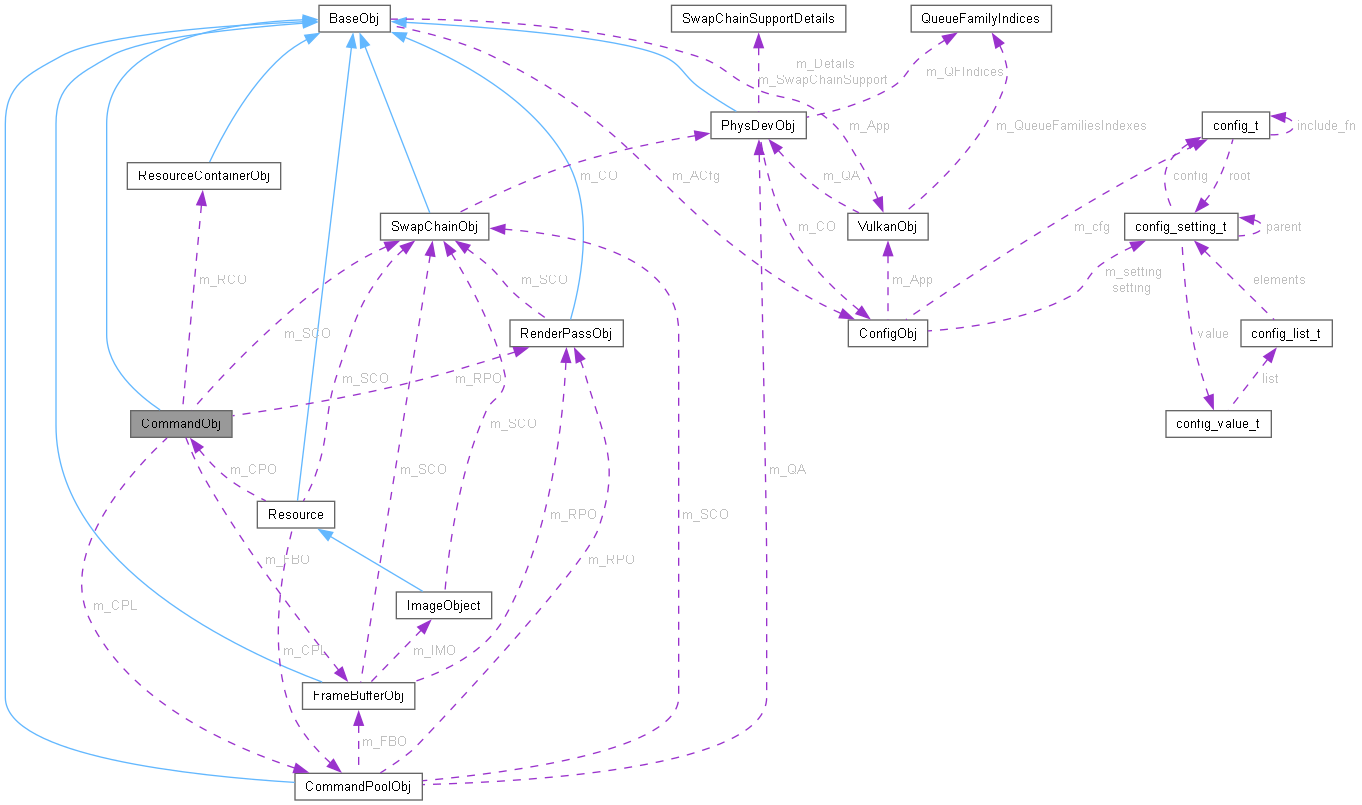 BaseObj
SwapChainSupportDetails
QueueFamilyIndices
m_Details
m_SwapChainSupport
m_QFIndices
PhysDevObj
m_App
m_QueueFamiliesIndexes
config_t
include_fn
ResourceContainerObj
m_CO
m_ACfg
m_QA
config
root
SwapChainObj
VulkanObj
config_setting_t
parent
m_CO
m_cfg
m_RCO
m_SCO
m_App
m_setting
setting
elements
m_SCO
RenderPassObj
ConfigObj
value
config_list_t
m_SCO
m_RPO
list
CommandObj
m_SCO
config_value_t
m_CPO
m_SCO
m_QA
Resource
m_RPO
m_SCO
m_FBO
m_RPO
m_CPL
ImageObject
m_CPL
m_IMO
FrameBufferObj
m_FBO
CommandPoolObj